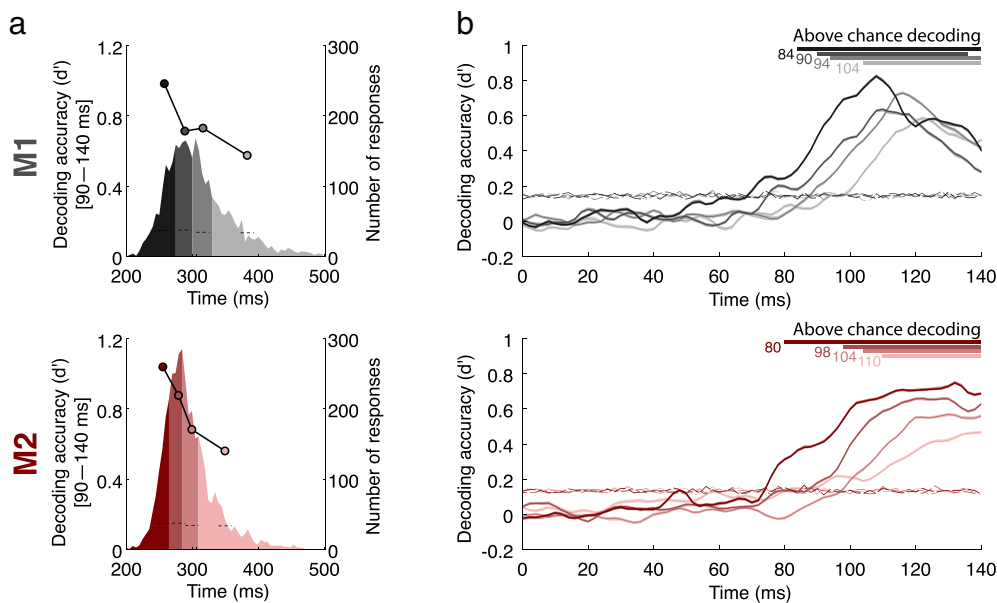 a
M1
Decoding accuracy (d')
[90—140 ms]
1.2
0.8
0.4
0
300
200
100
0
Number of responses
200 300 400 500
Time (ms)
b
Above chance decoding
84 90 94 104
Decoding accuracy (d')
1
0.8
0.6
0.4
0.2
0
-0.2
0 20 40 60 80 100 120 140
Time (ms)
M2
Decoding accuracy (d')
[90—140 ms]
1.2
0.8
0.4
0
300
200
100
0
Number of responses
200 300 400 500
Time (ms)
Above chance decoding
80 98 104 110
Decoding accuracy (d')
1
0.8
0.6
0.4
0.2
0
-0.2
0 20 40 60 80 100 120 140
Time (ms)